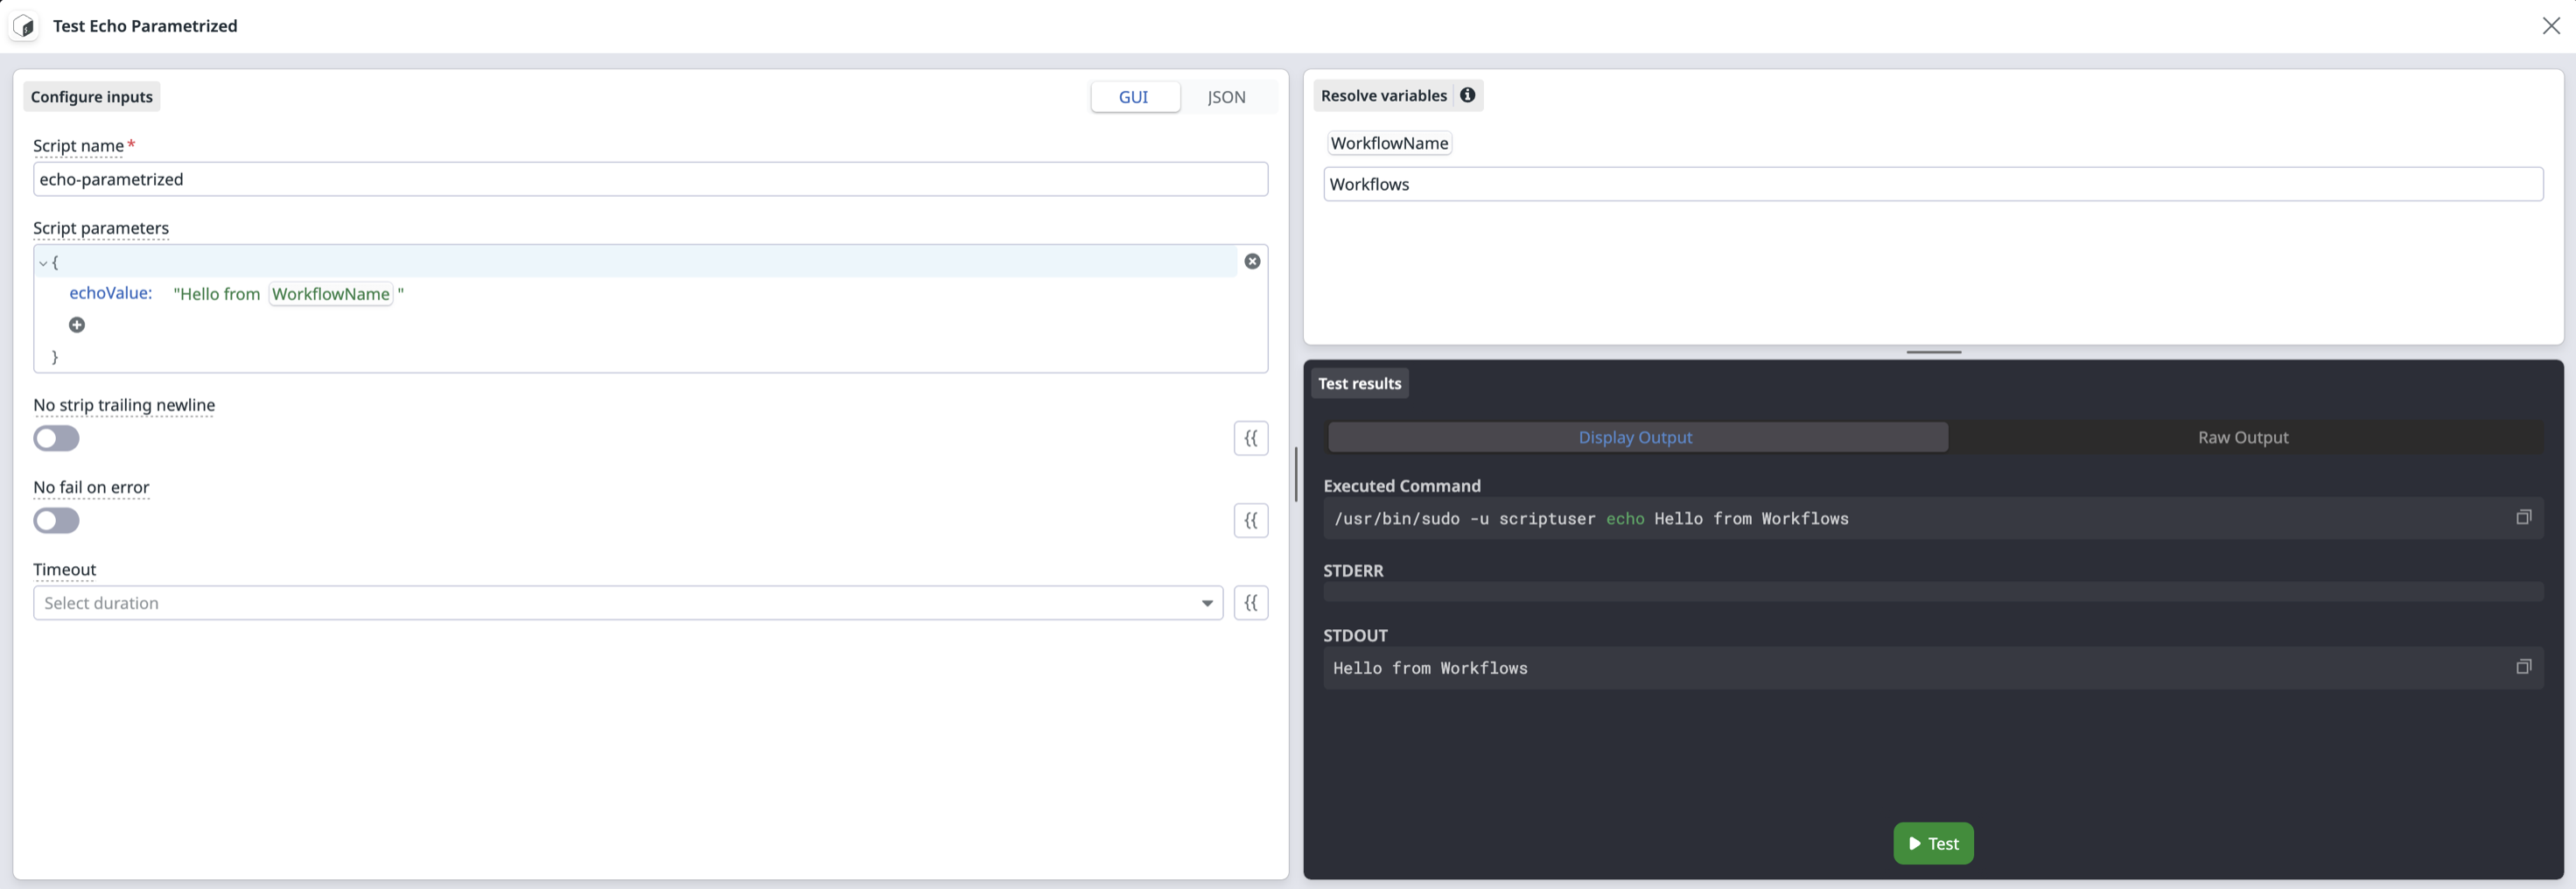 Test Echo Parametrized
Configure inputs
GUI
JSON
Script name*
echo-parametrized
Script parameters
{
echoValue: "Hello from WorkflowName "
}
No strip trailing newline
{{
No fail on error
{{
Timeout
Select duration
{{
Resolve variables
WorkflowName
Workflows
Test results
Display Output
Raw Output
Executed Command
/usr/bin/sudo -u scriptuser echo Hello from Workflows
STDERR
STDOUT
Hello from Workflows
Test